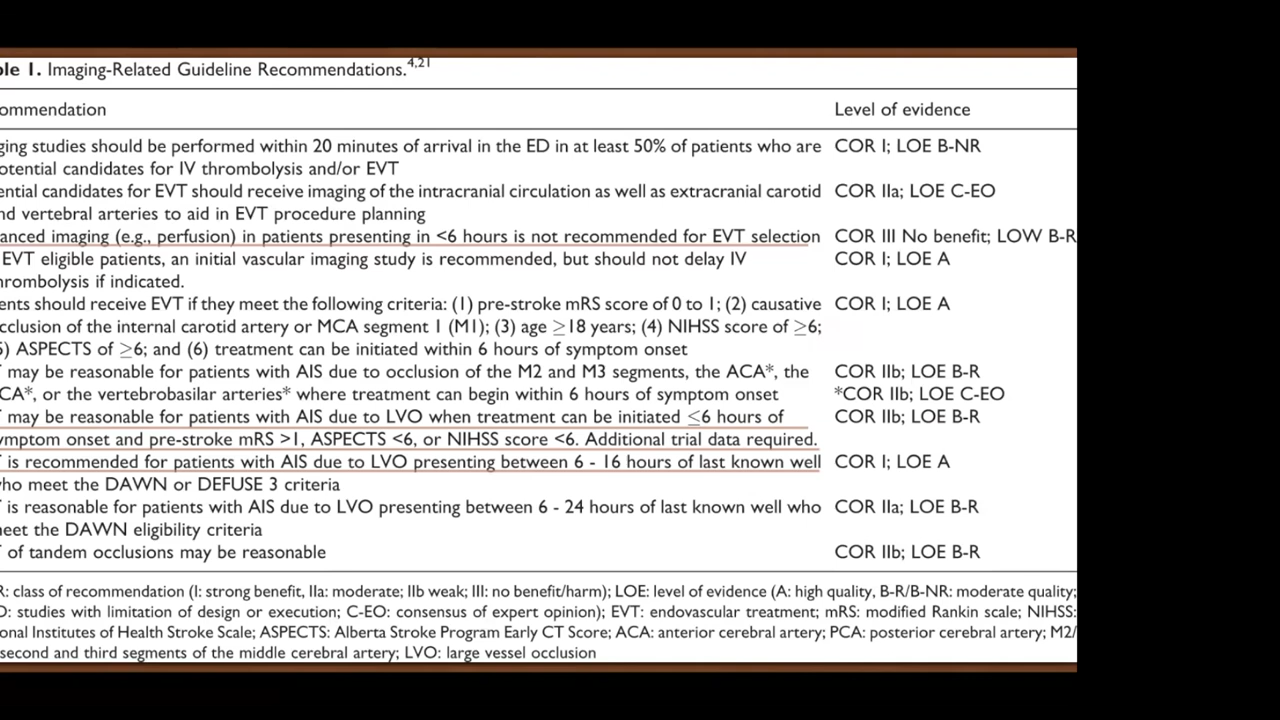 ble 1. Imaging-Related Guideline Recommendations.4,21
ommendation Level of evidence
ging studies should be performed within 20 minutes of arrival in the ED in at least 50% of patients who are COR I; LOE B-NR
otential candidates for IV thrombolysis and/or EVT
ential candidates for EVT should receive imaging of the intracranial circulation as well as extracranial carotid COR IIa; LOE C-EO
nd vertebral arteries to aid in EVT procedure planning
anced imaging (e.g., perfusion) in patients presenting in <6 hours is not recommended for EVT selection COR III No benefit; LOW B-R
EVT eligible patients, an initial vascular imaging study is recommended, but should not delay IV COR I; LOE A
hrombolysis if indicated.
ents should receive EVT if they meet the following criteria: (1) pre-stroke mRS score of 0 to 1; (2) causative COR I; LOE A
cclusion of the internal carotid artery or MCA segment 1 (M1); (3) age ≥18 years; (4) NIHSS score of ≥6;
5) ASPECTS of ≥6; and (6) treatment can be initiated within 6 hours of symptom onset
T may be reasonable for patients with AIS due to occlusion of the M2 and M3 segments, the ACA*, the COR IIb; LOE B-R
CA*, or the vertebrobasilar arteries* where treatment can begin within 6 hours of symptom onset *COR IIb; LOE C-EO
T may be reasonable for patients with AIS due to LVO when treatment can be initiated ≤6 hours of COR IIb; LOE B-R
ymptom onset and pre-stroke mRS >1, ASPECTS <6, or NIHSS score <6. Additional trial data required.
T is recommended for patients with AIS due to LVO presenting between 6 - 16 hours of last known well COR I; LOE A
who meet the DAWN or DEFUSE 3 criteria
T is reasonable for patients with AIS due to LVO presenting between 6 - 24 hours of last known well who COR IIa; LOE B-R
meet the DAWN eligibility criteria
T of tandem occlusions may be reasonable COR IIb; LOE B-R
R: class of recommendation (I: strong benefit, IIa: moderate; IIb weak; III: no benefit/harm); LOE: level of evidence (A: high quality, B-R/B-NR: moderate quality;
D: studies with limitation of design or execution; C-EO: consensus of expert opinion); EVT: endovascular treatment; mRS: modified Rankin scale; NIHSS:
onal Institutes of Health Stroke Scale; ASPECTS: Alberta Stroke Program Early CT Score; ACA: anterior cerebral artery; PCA: posterior cerebral artery; M2/
second and third segments of the middle cerebral artery; LVO: large vessel occlusion